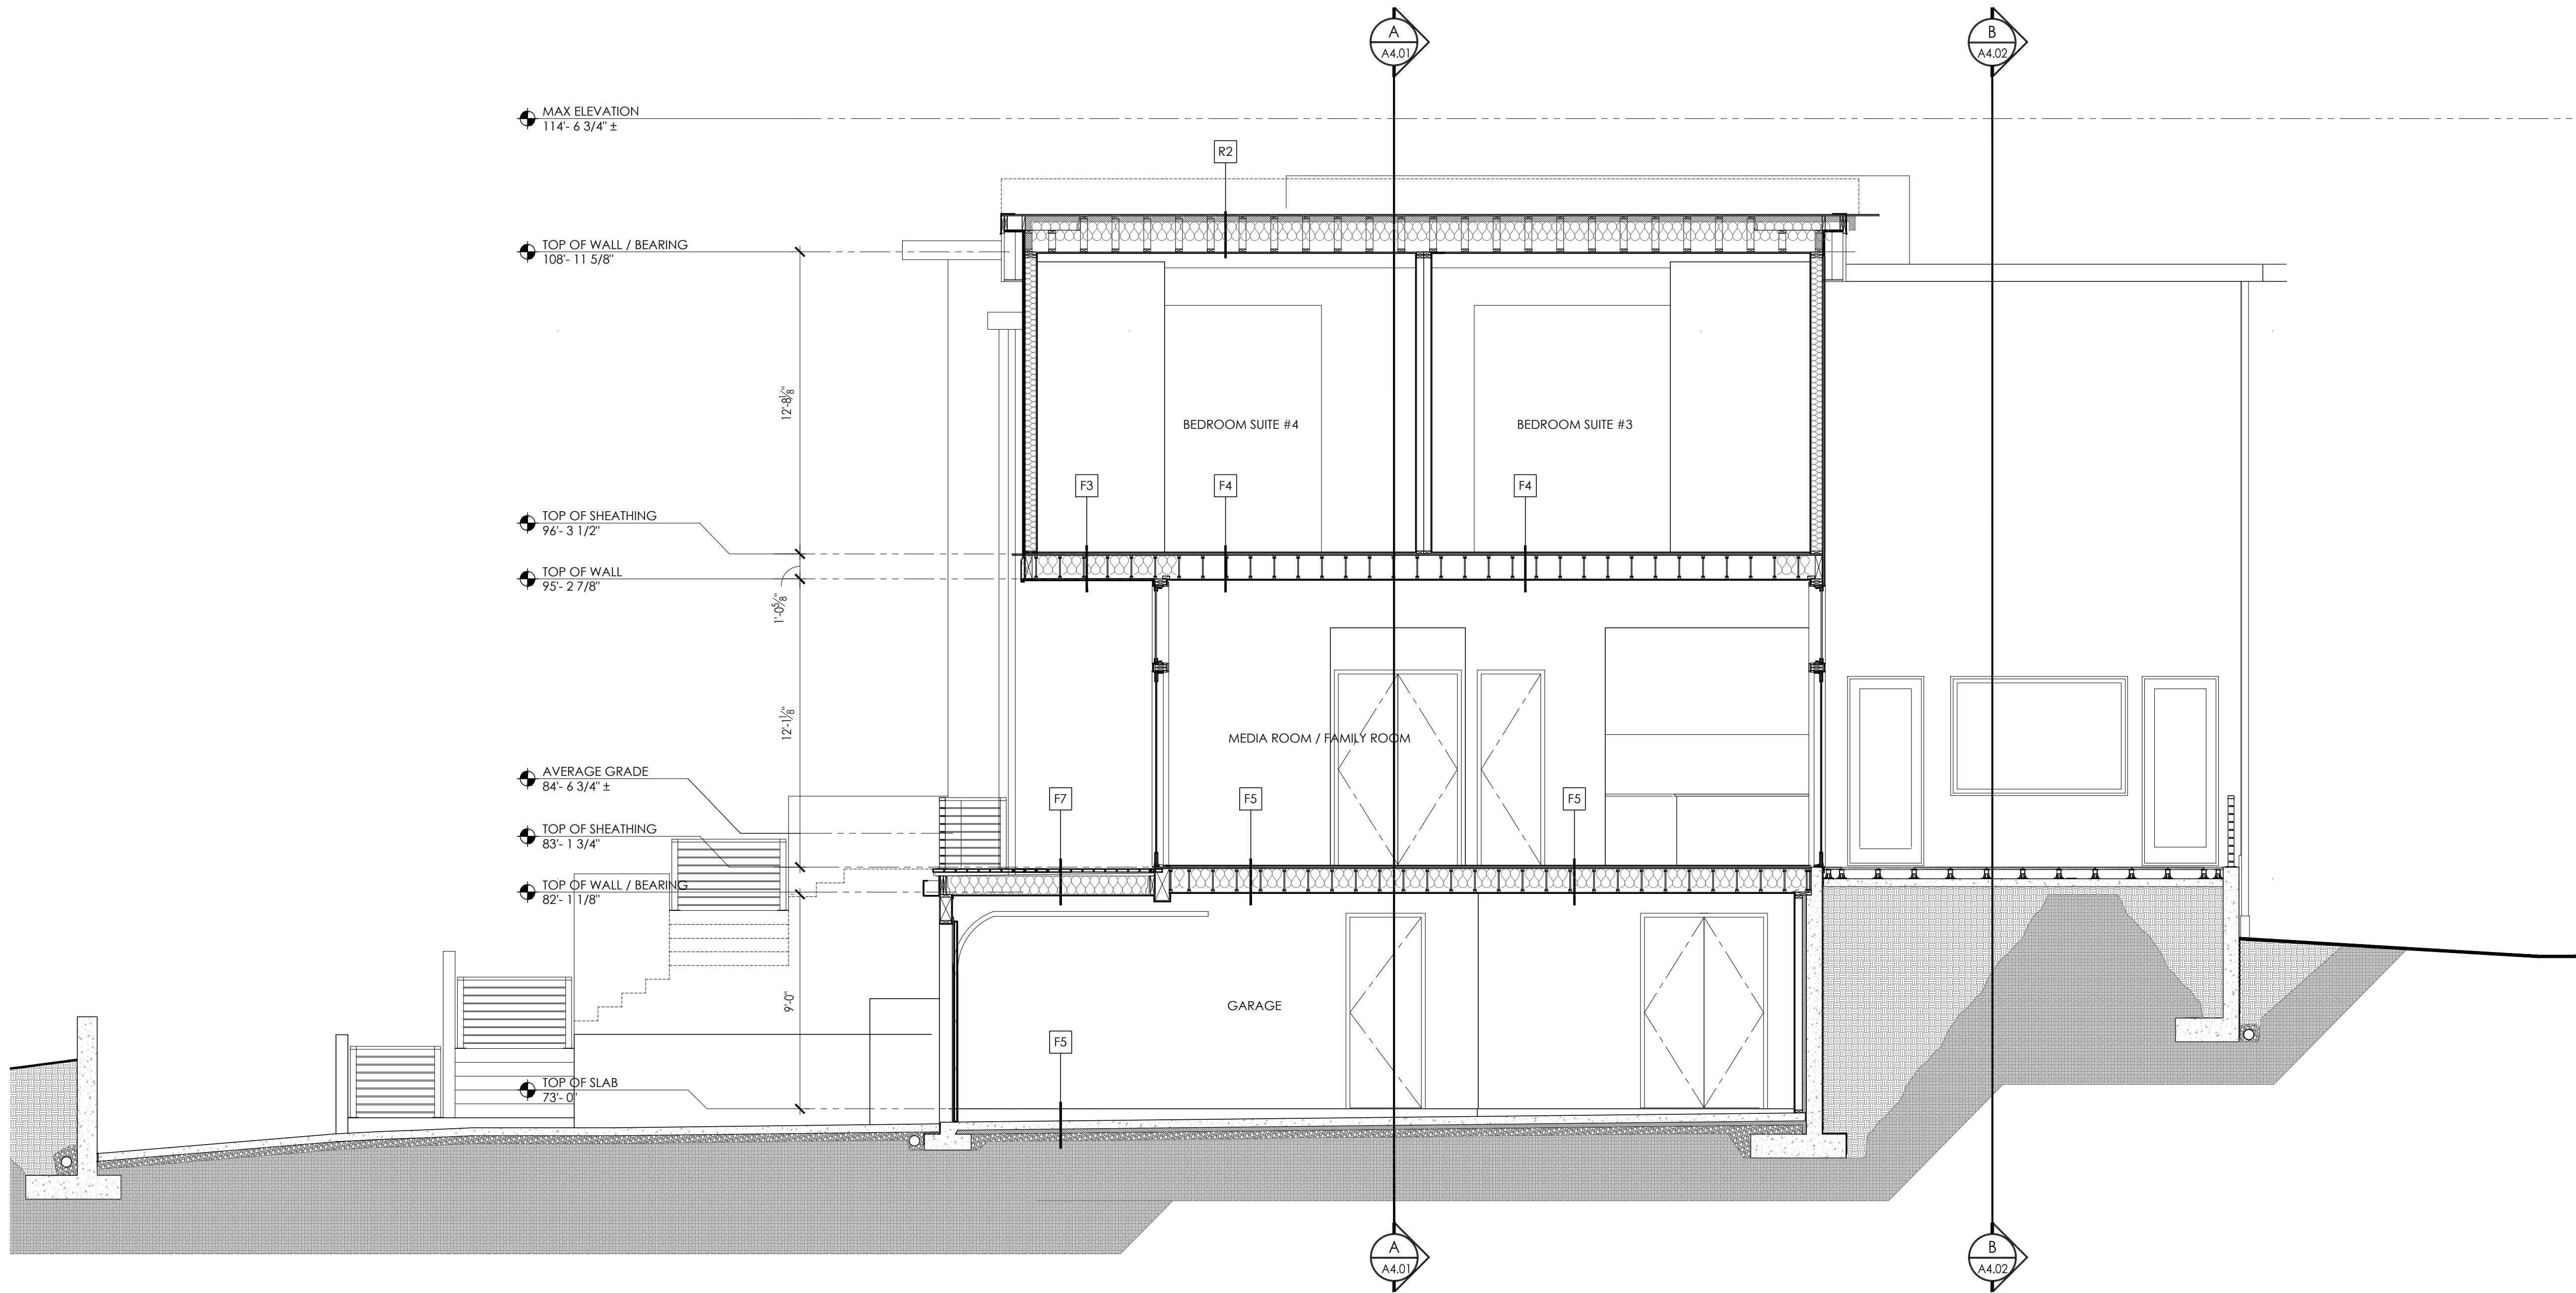 A
A4.01
B
A4.02
MAX ELEVATION
114'- 6 3/4" ±
R2
TOP OF WALL / BEARING
108'- 11 5/8"
12'-8⅛"
BEDROOM SUITE #4
BEDROOM SUITE #3
F3
F4
F4
TOP OF SHEATHING
96'- 3 1/2"
TOP OF WALL
95'- 2 7/8"
1'-0⅝"
12'-1⅛"
MEDIA ROOM / FAMILY ROOM
AVERAGE GRADE
84'- 6 3/4" ±
F7
F5
F5
TOP OF SHEATHING
83'- 1 3/4"
TOP OF WALL / BEARING
82'- 1 1/8"
9'-0"
GARAGE
F5
TOP OF SLAB
73'- 0"
A
A4.01
B
A4.02